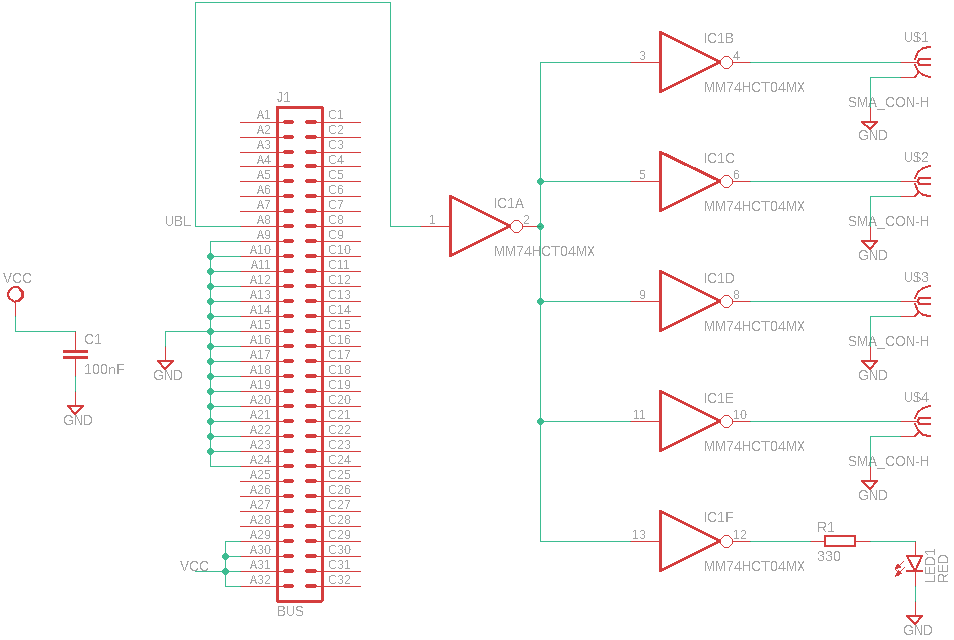 J1
A1 C1
A2 C2
A3 C3
A4 C4
A5 C5
A6 C6
A7 C7
UBL A8 C8
A9 C9
A10 C10
A11 C11
A12 C12
A13 C13
A14 C14
A15 C15
A16 C16
A17 C17
A18 C18
A19 C19
A20 C20
A21 C21
A22 C22
A23 C23
A24 C24
A25 C25
A26 C26
A27 C27
A28 C28
A29 C29
A30 C30
VCC A31 C31
A32 C32
BUS
GND
VCC
C1
100nF
GND
IC1A
1 2
MM74HCT04MX
IC1B
3 4
MM74HCT04MX
U$1
SMA_CON-H
GND
IC1C
5 6
MM74HCT04MX
U$2
SMA_CON-H
GND
IC1D
9 8
MM74HCT04MX
U$3
SMA_CON-H
GND
IC1E
11 10
MM74HCT04MX
U$4
SMA_CON-H
GND
IC1F
13 12
MM74HCT04MX
R1
330
LED1
RED
GND